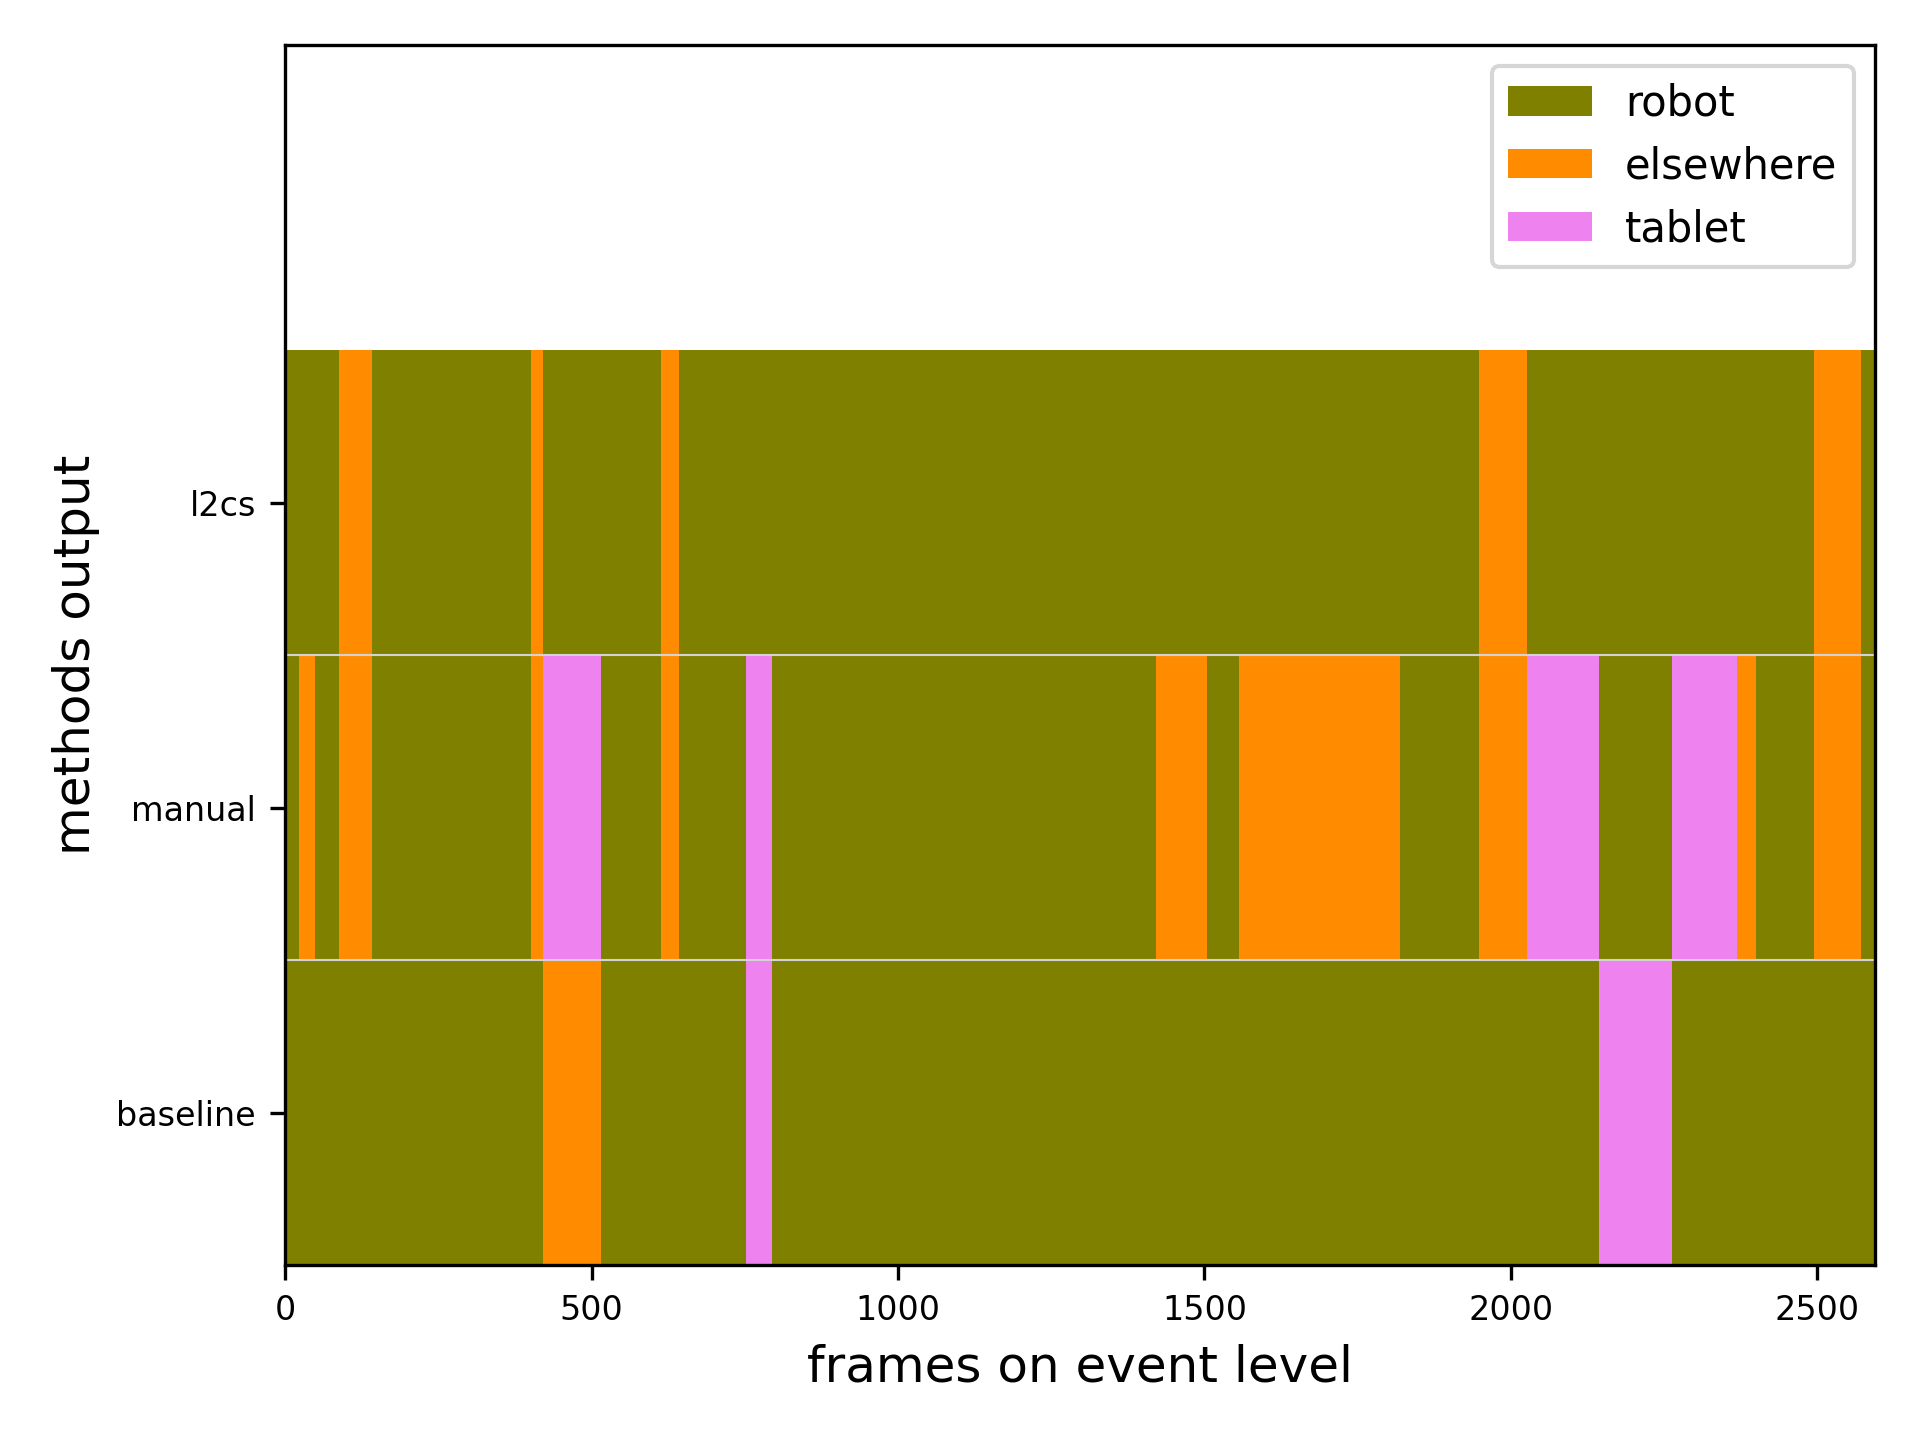 robot
elsewhere
tablet
methods output
l2cs
manual
baseline
0 500 1000 1500 2000 2500
frames on event level